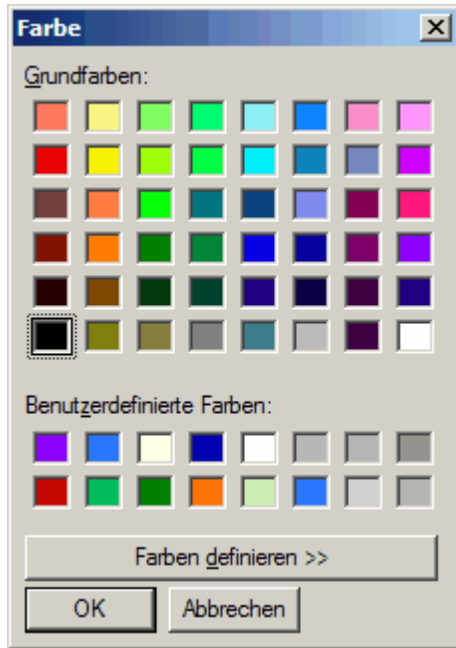 Farbe
Grundfarben:
Benutzerdefinierte Farben:
Farben definieren >>
OK Abbrechen